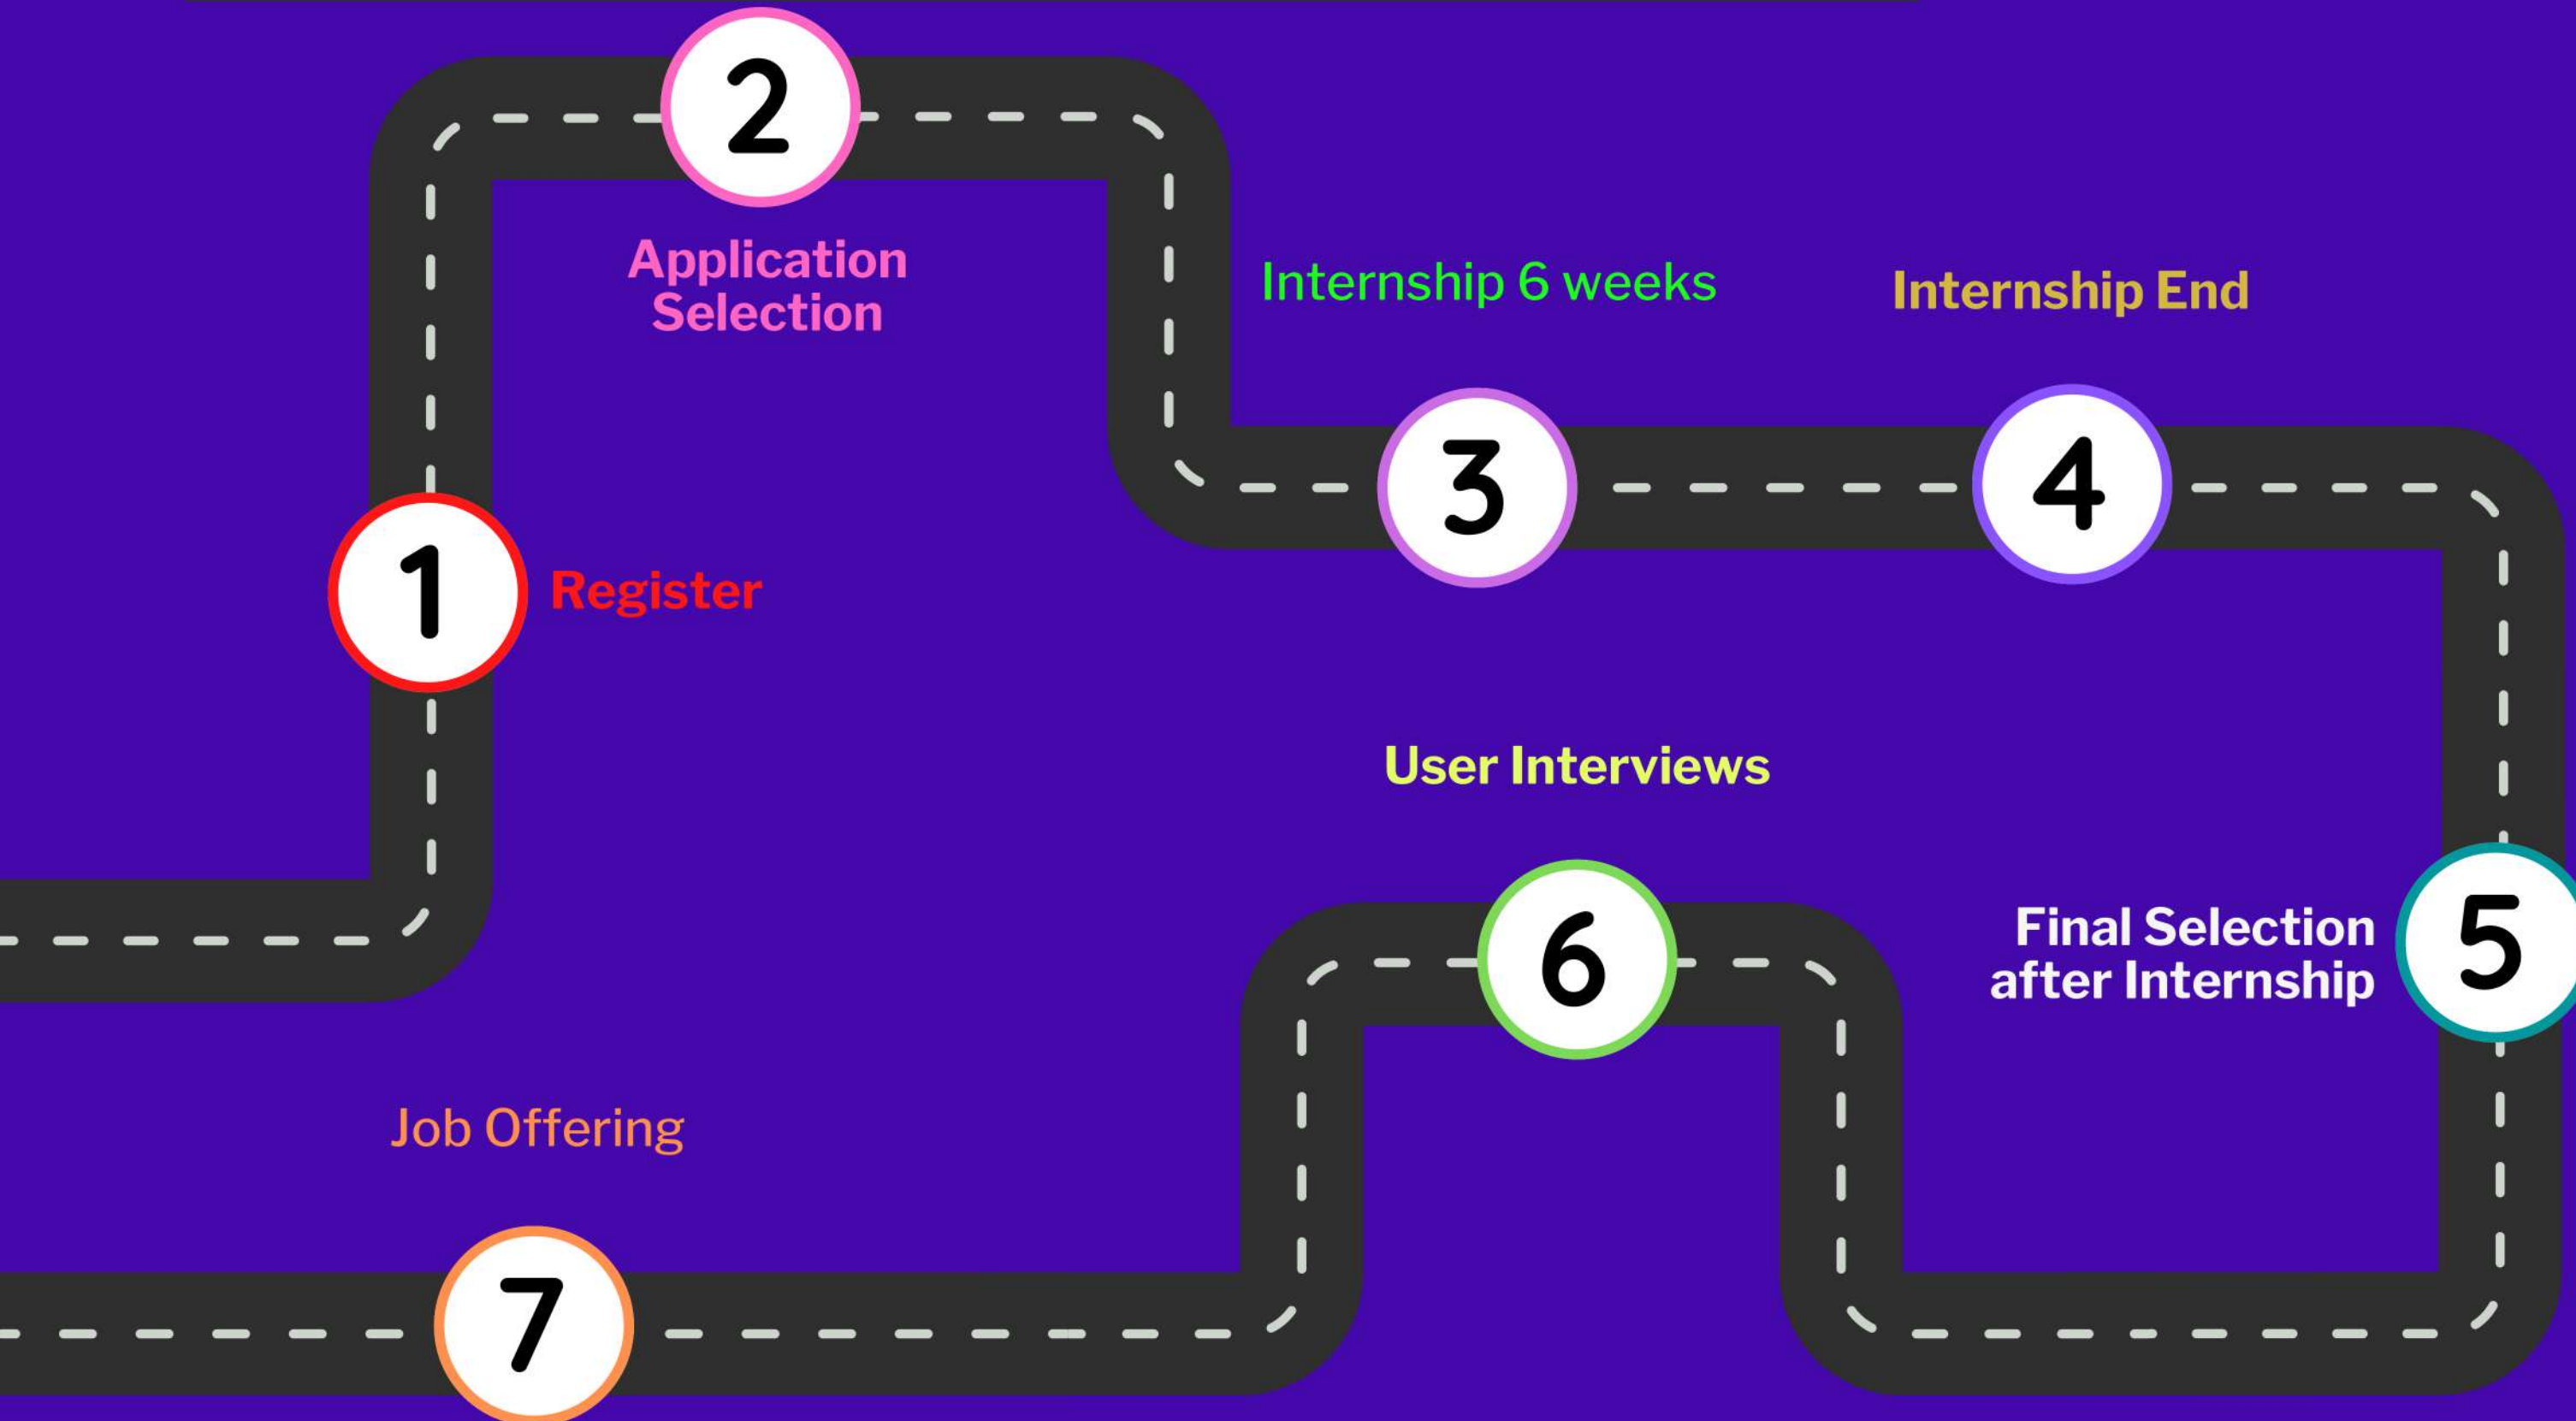 2
Application
Selection
Internship 6 weeks
Internship End
3
4
1
Register
User Interviews
6
Final Selection
after Internship
5
Job Offering
7